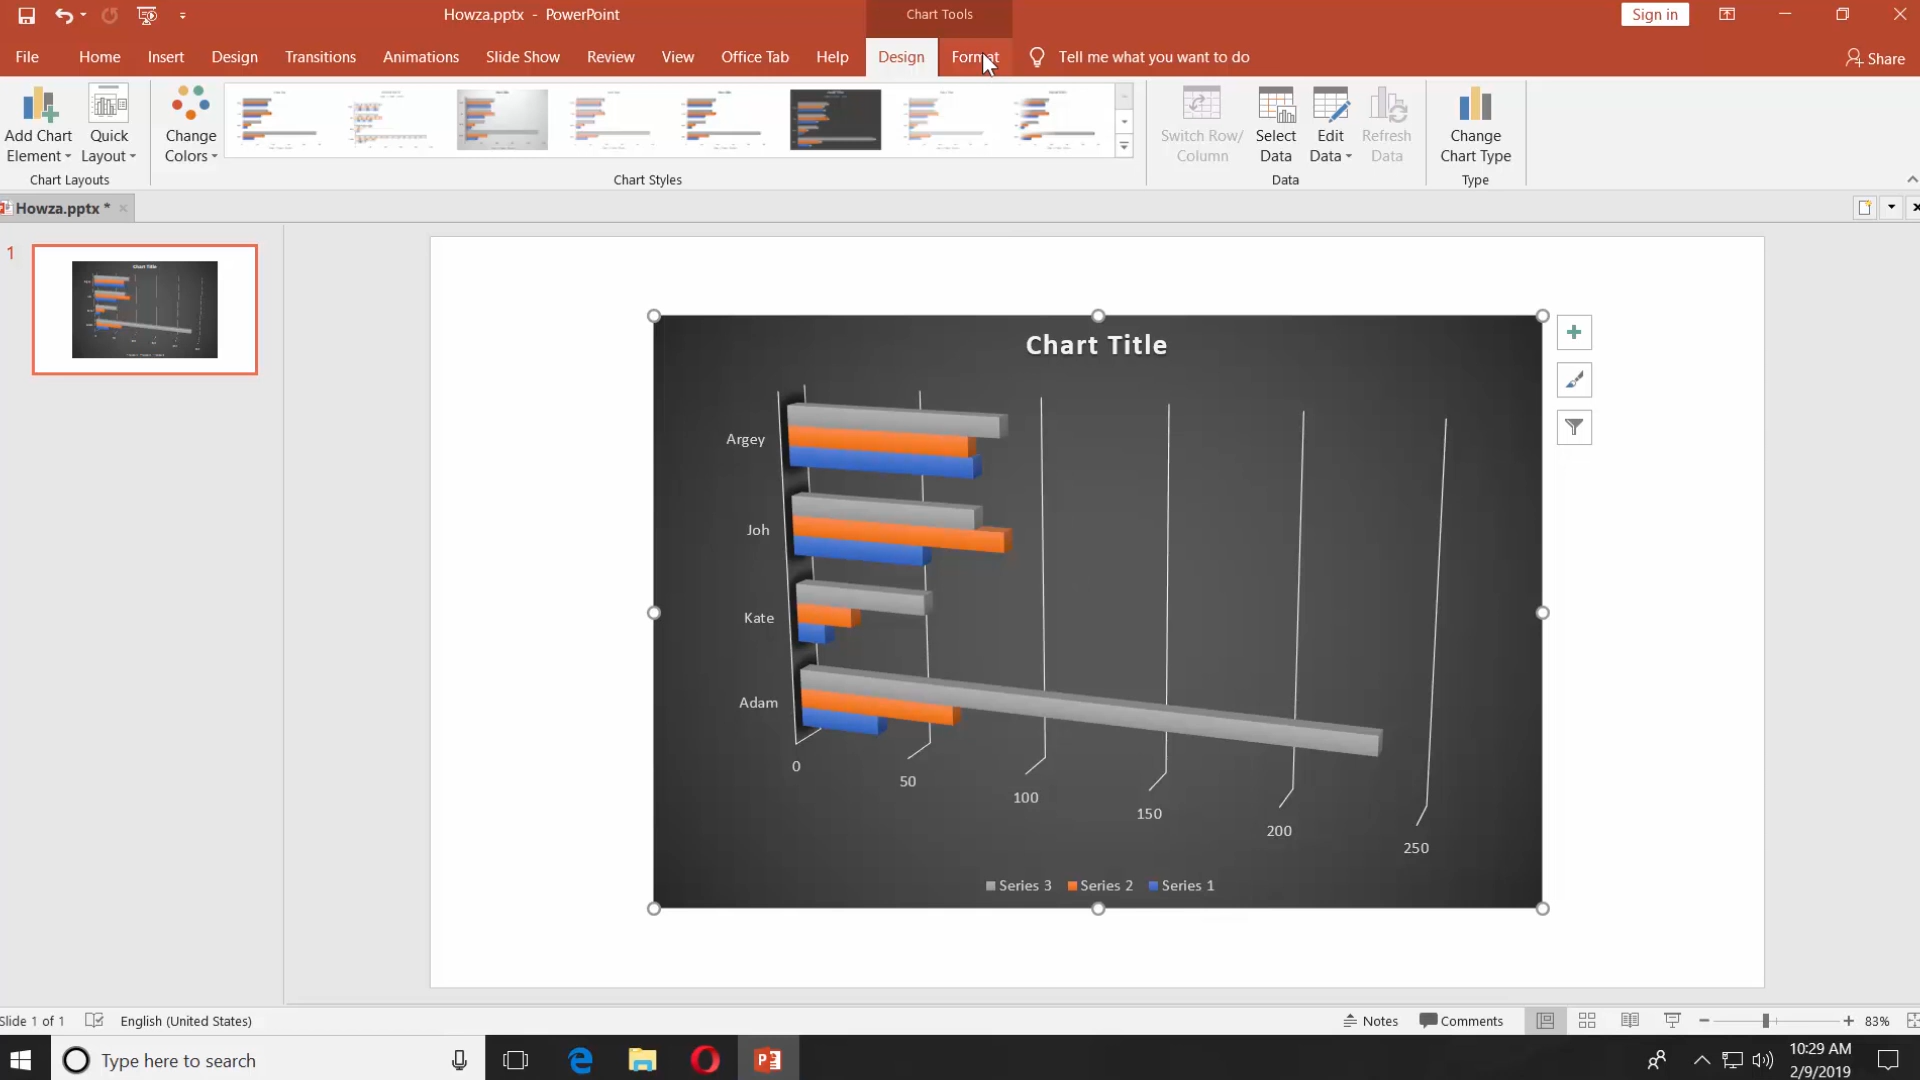 Howza.pptx - PowerPoint
Chart Tools
Sign in
File Home Insert Design Transitions Animations Slide Show Review View Office Tab Help Design Format Tell me what you want to do Share
Add Chart Element
Quick Layout
Change Colors
Switch Row/ Column
Select Data
Edit Data
Refresh Data
Change Chart Type
Chart Layouts
Chart Styles
Data
Type
Howza.pptx *
1
Chart Title
Argey
Joh
Kate
Adam
0
50
100
150
200
250
Series 3 Series 2 Series 1
Slide 1 of 1 English (United States) Notes Comments 83%
Type here to search
10:29 AM
2/9/2019